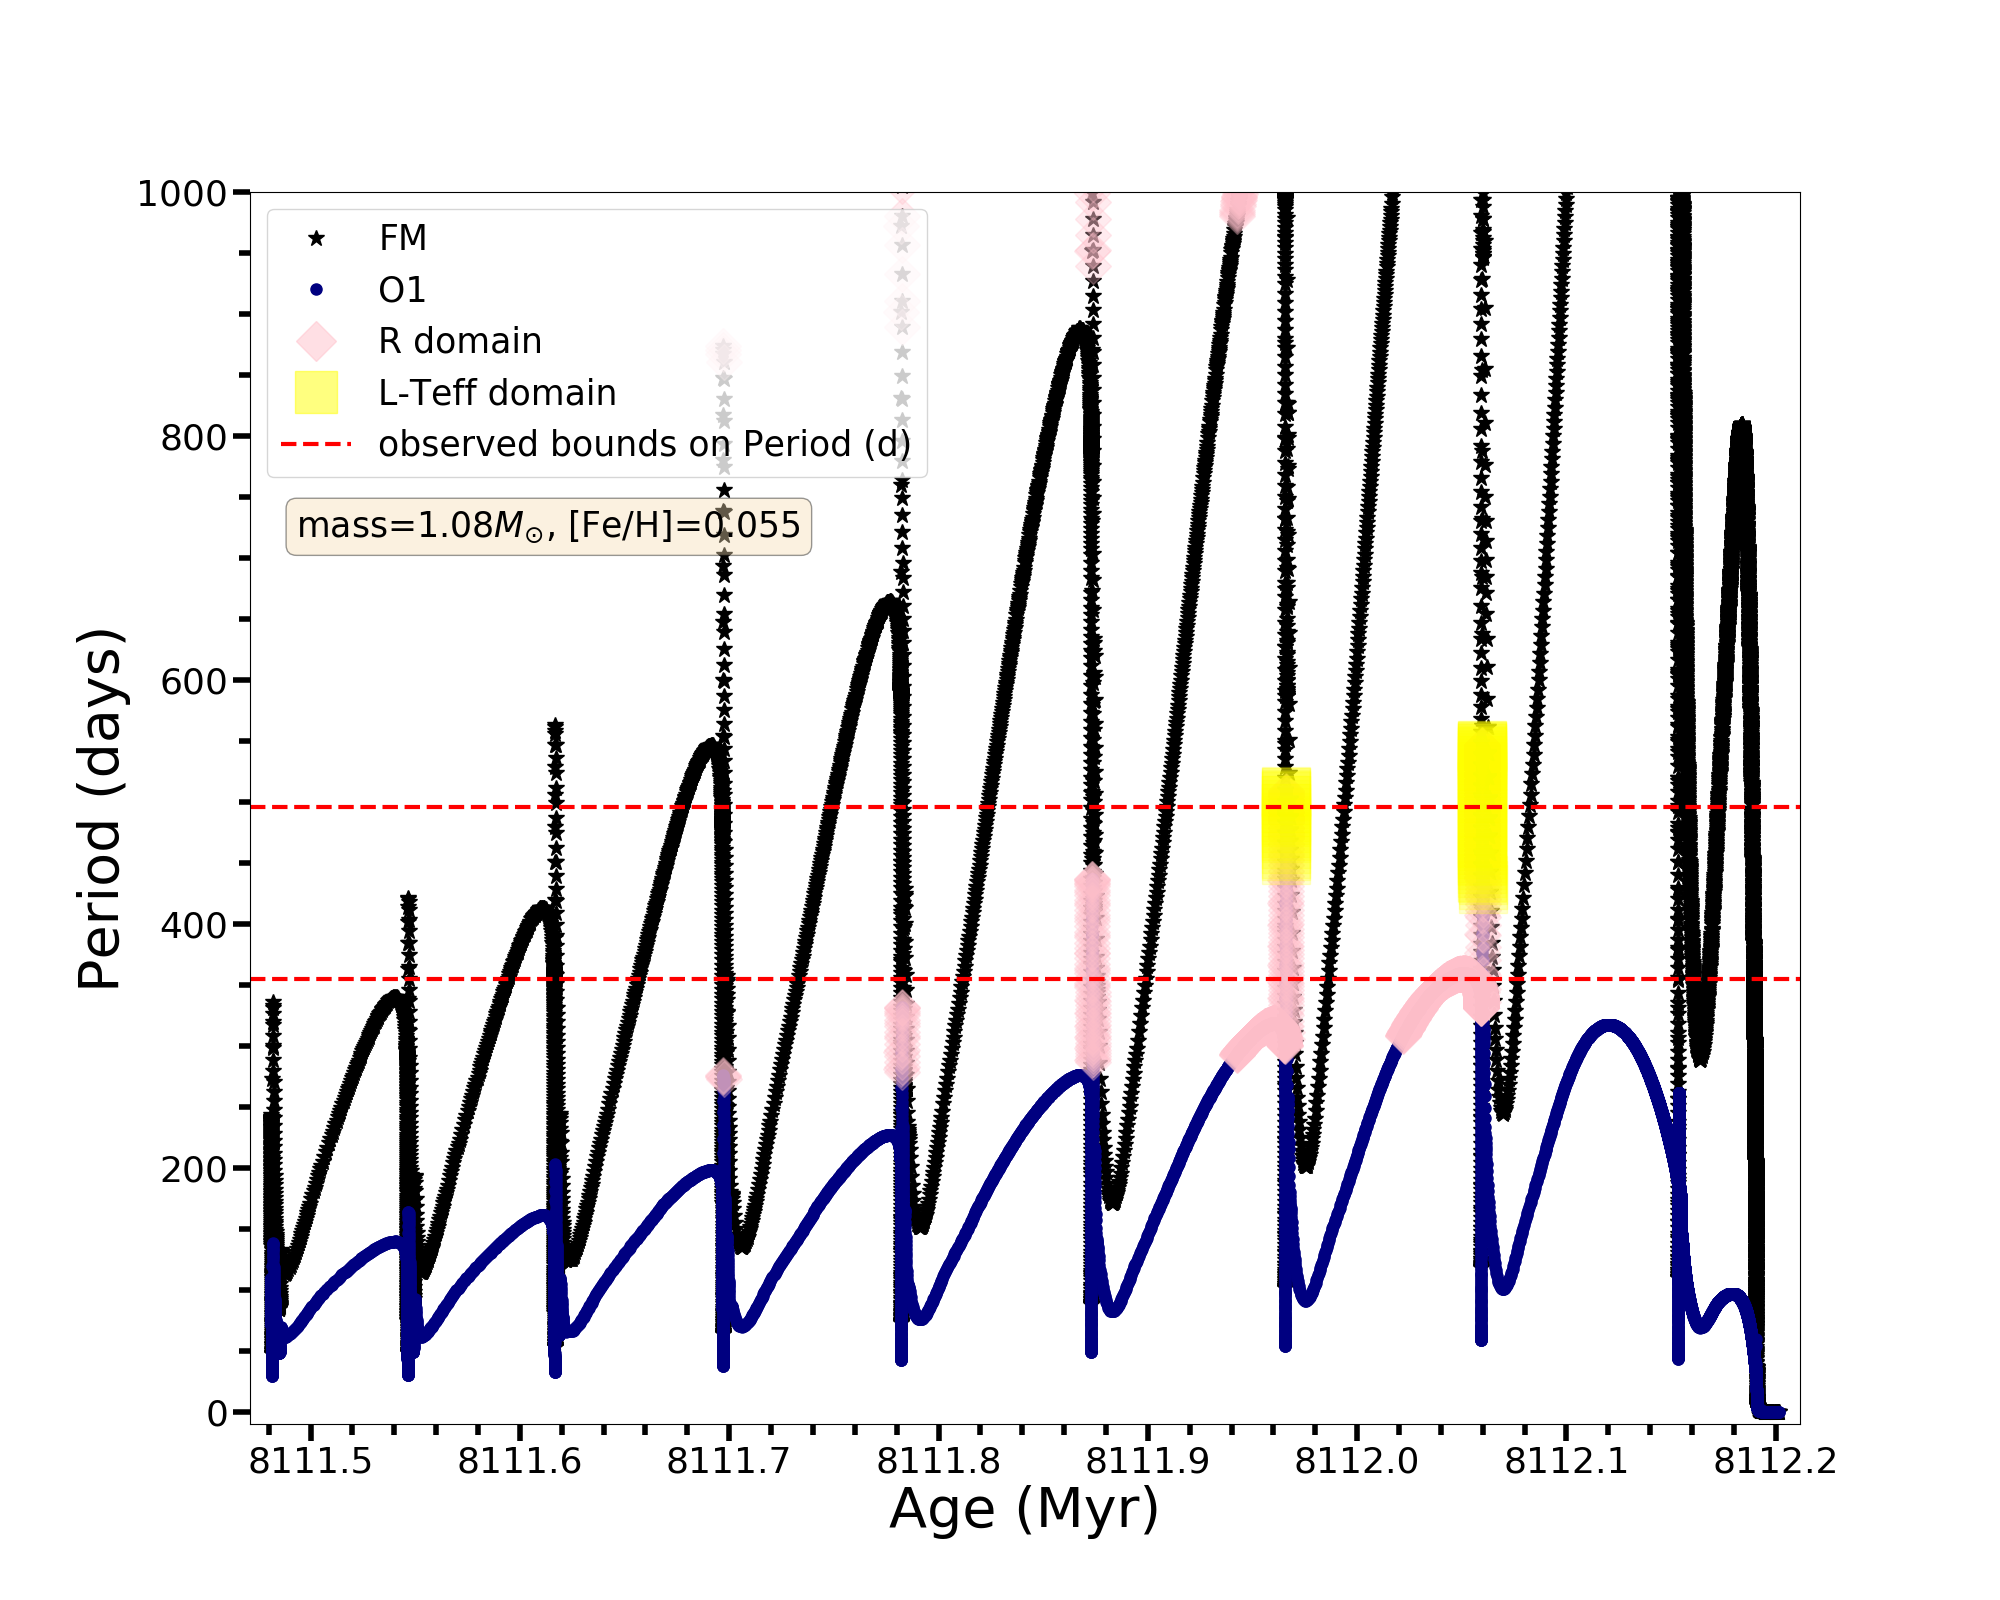 1000
800
600
400
200
0
Period (days)
FM
O1
R domain
L-Teff domain
observed bounds on Period (d)
mass=1.08M⊙, [Fe/H]=0.055
8111.5 8111.6 8111.7 8111.8 8111.9 8112.0 8112.1 8112.2
Age (Myr)